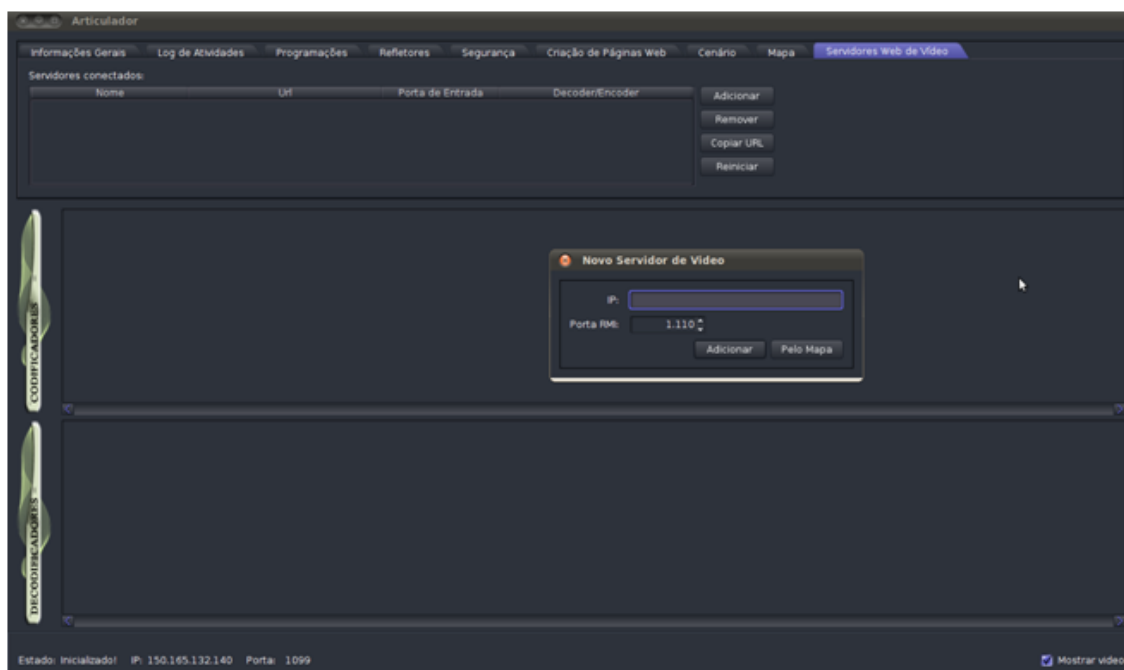 Articulador
Informações Gerais Log de Atividades Programações Refletores Segurança Criação de Páginas Web Cenário Mapa Servidores Web de Vídeo
Servidores conectados:
Nome Url Porta de Entrada Decoder/Encoder
Adicionar
Remover
Copiar URL
Reiniciar
CODIFICADORES
Novo Servidor de Video
IP:
Porta RMI: 1.110
Adicionar Pelo Mapa
DECODIFICADORES
Estado: Inicializado! IP: 150.165.132.140 Porta: 1099 Mostrar video